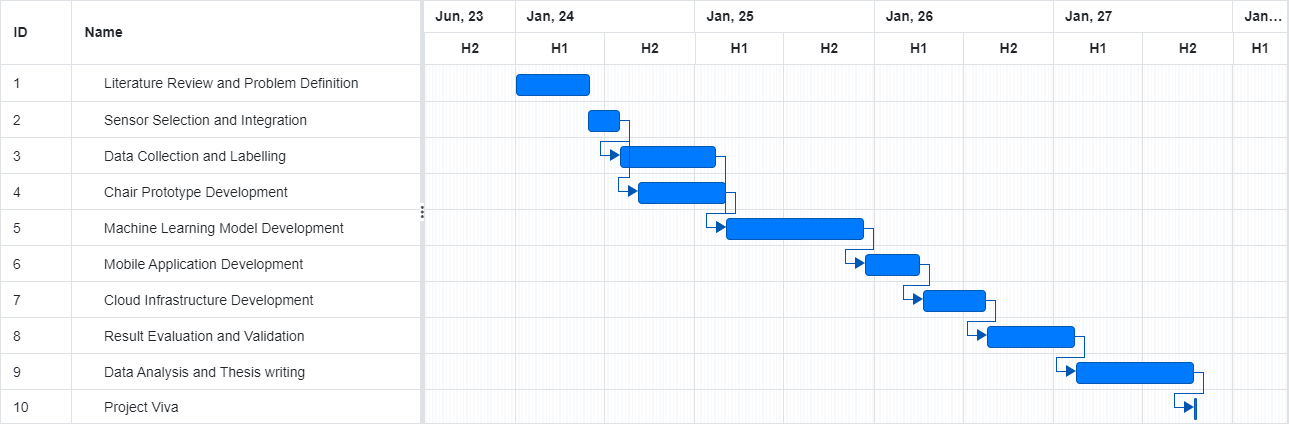 ID Name Jun, 23 Jan, 24 Jan, 25 Jan, 26 Jan, 27 Jan...
H2 H1 H2 H1 H2 H1 H2 H1 H2 H1
1 Literature Review and Problem Definition
2 Sensor Selection and Integration
3 Data Collection and Labelling
4 Chair Prototype Development
5 Machine Learning Model Development
6 Mobile Application Development
7 Cloud Infrastructure Development
8 Result Evaluation and Validation
9 Data Analysis and Thesis writing
10 Project Viva